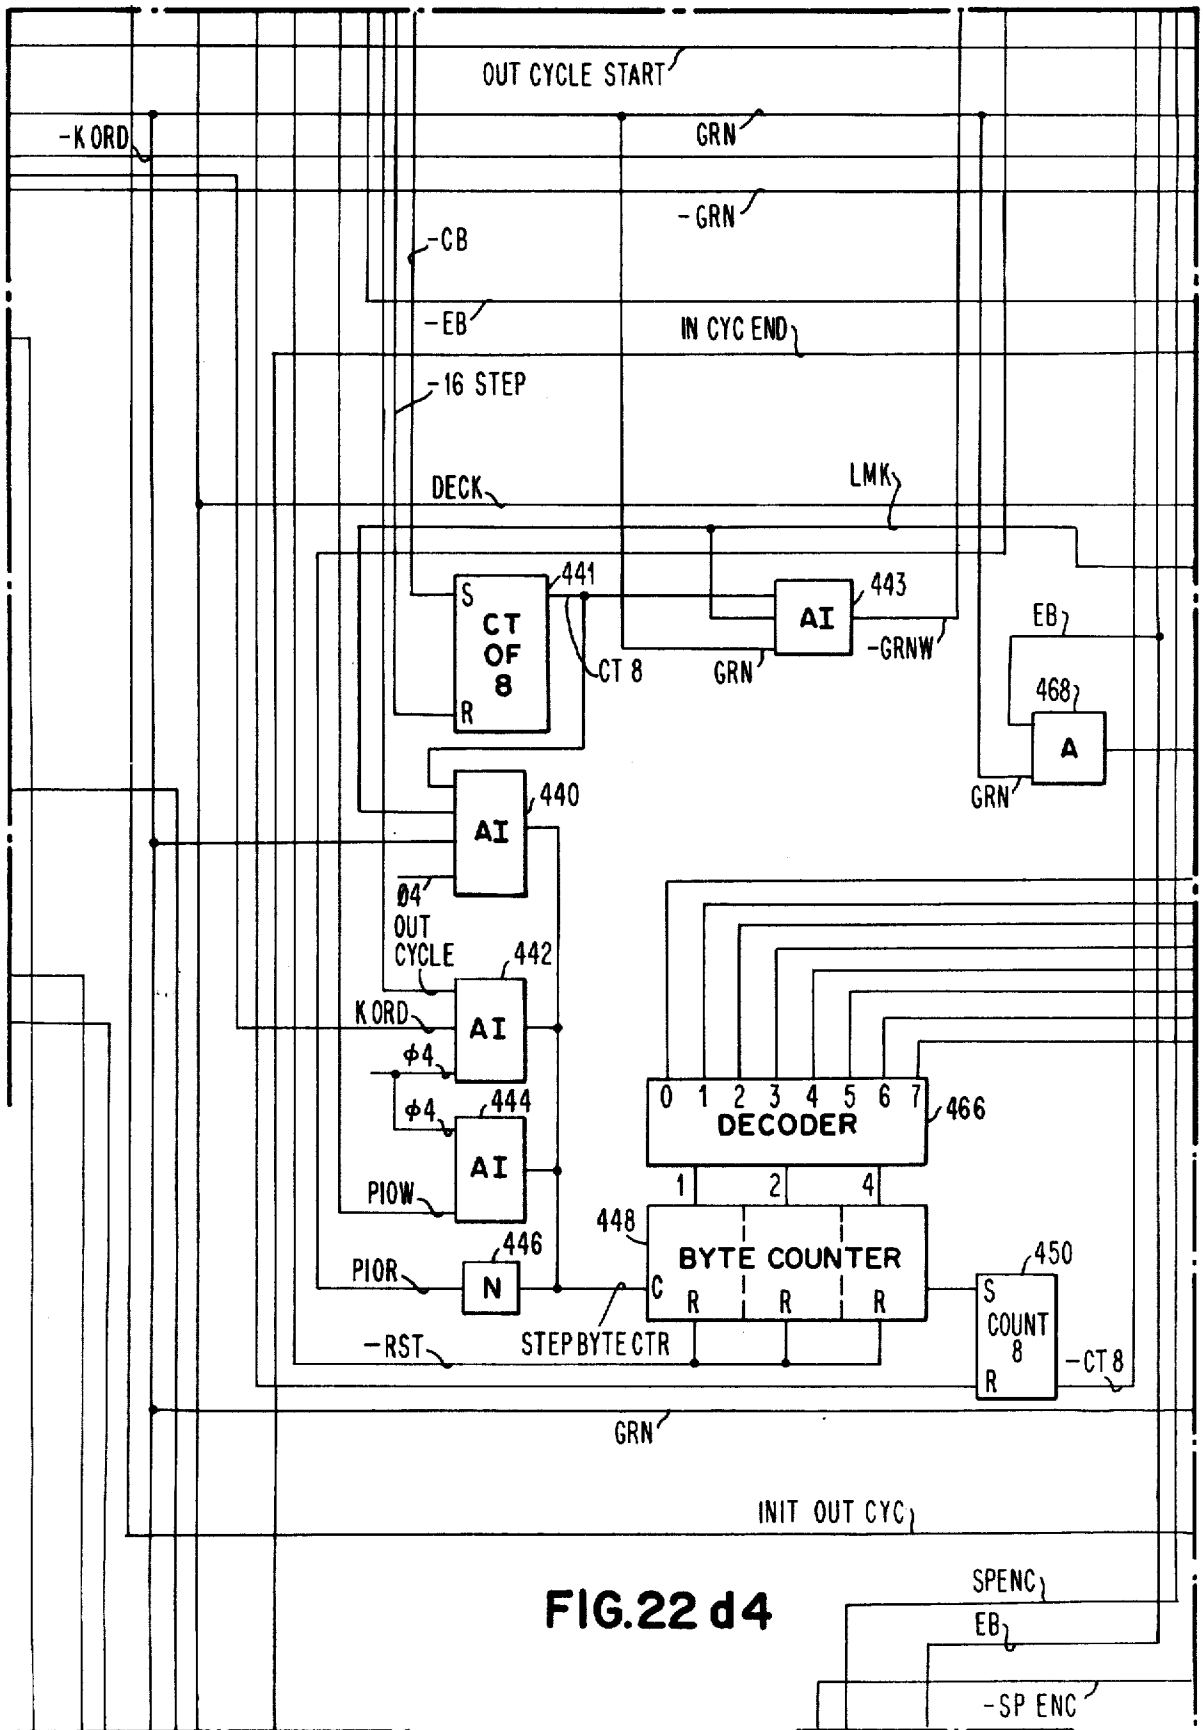 OUT CYCLE START
-K ORD
GRN
-GRN
-CB
-EB
IN CYC END
-16 STEP
DECK
LMK
441
S
CT
OF
8
R
CT 8
AI
443
GRN
-GRNW
EB
468
A
GRN
AI
440
Ø4
OUT
CYCLE
442
K ORD
AI
ϕ4
ϕ4
444
AI
PIOW
0 1 2 3 4 5 6 7
DECODER
466
1 2 4
448
BYTE COUNTER
C
R R R
446
PIOR
N
STEP BYTE CTR
450
S
COUNT
8
R
-RST
-CT 8
GRN
INIT OUT CYC
SPENC
EB
-SP ENC
FIG.22 d4